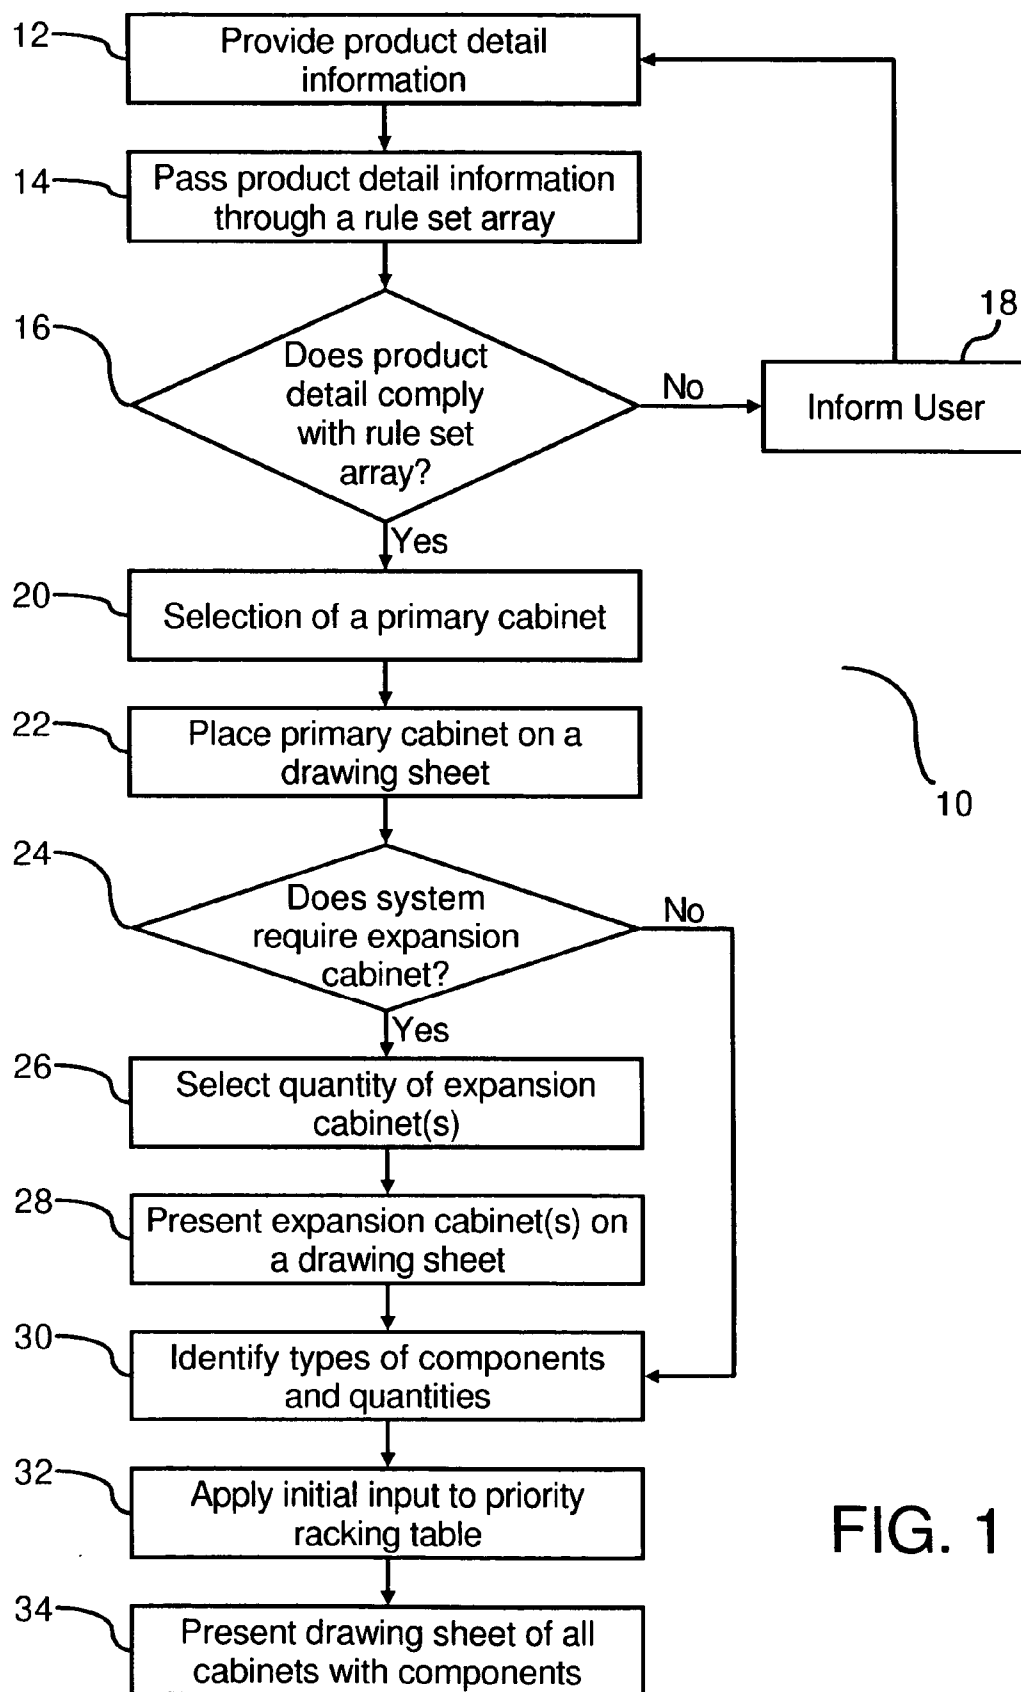 12
Provide product detail
information
14
Pass product detail information
through a rule set array
16
Does product
detail comply
with rule set
array?
No
18
Inform User
Yes
20
Selection of a primary cabinet
22
Place primary cabinet on a
drawing sheet
10
24
Does system
require expansion
cabinet?
No
Yes
26
Select quantity of expansion
cabinet(s)
28
Present expansion cabinet(s) on
a drawing sheet
30
Identify types of components
and quantities
32
Apply initial input to priority
racking table
34
Present drawing sheet of all
cabinets with components
FIG. 1